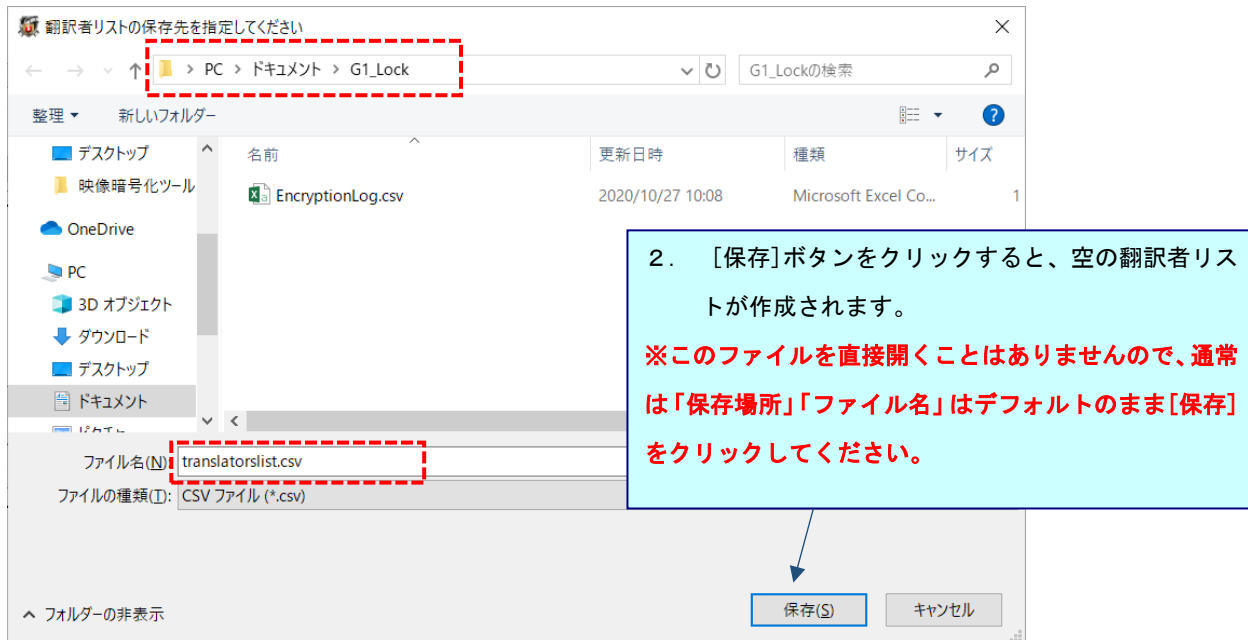 翻訳者リストの保存先を指定してください
PC › ドキュメント › G1_Lock
G1_Lockの検索
整理 新しいフォルダー
デスクトップ
映像暗号化ツール
OneDrive
PC
3D オブジェクト
ダウンロード
デスクトップ
ドキュメント
名前 更新日時 種類 サイズ
EncryptionLog.csv 2020/10/27 10:08 Microsoft Excel Co... 1
2. [保存]ボタンをクリックすると、空の翻訳者リス
トが作成されます。
※このファイルを直接開くことはありませんので、通常
は「保存場所」「ファイル名」はデフォルトのまま[保存]
をクリックしてください。
ファイル名(N): translatorslist.csv
ファイルの種類(T): CSV ファイル (*.csv)
フォルダーの非表示
保存(S) キャンセル